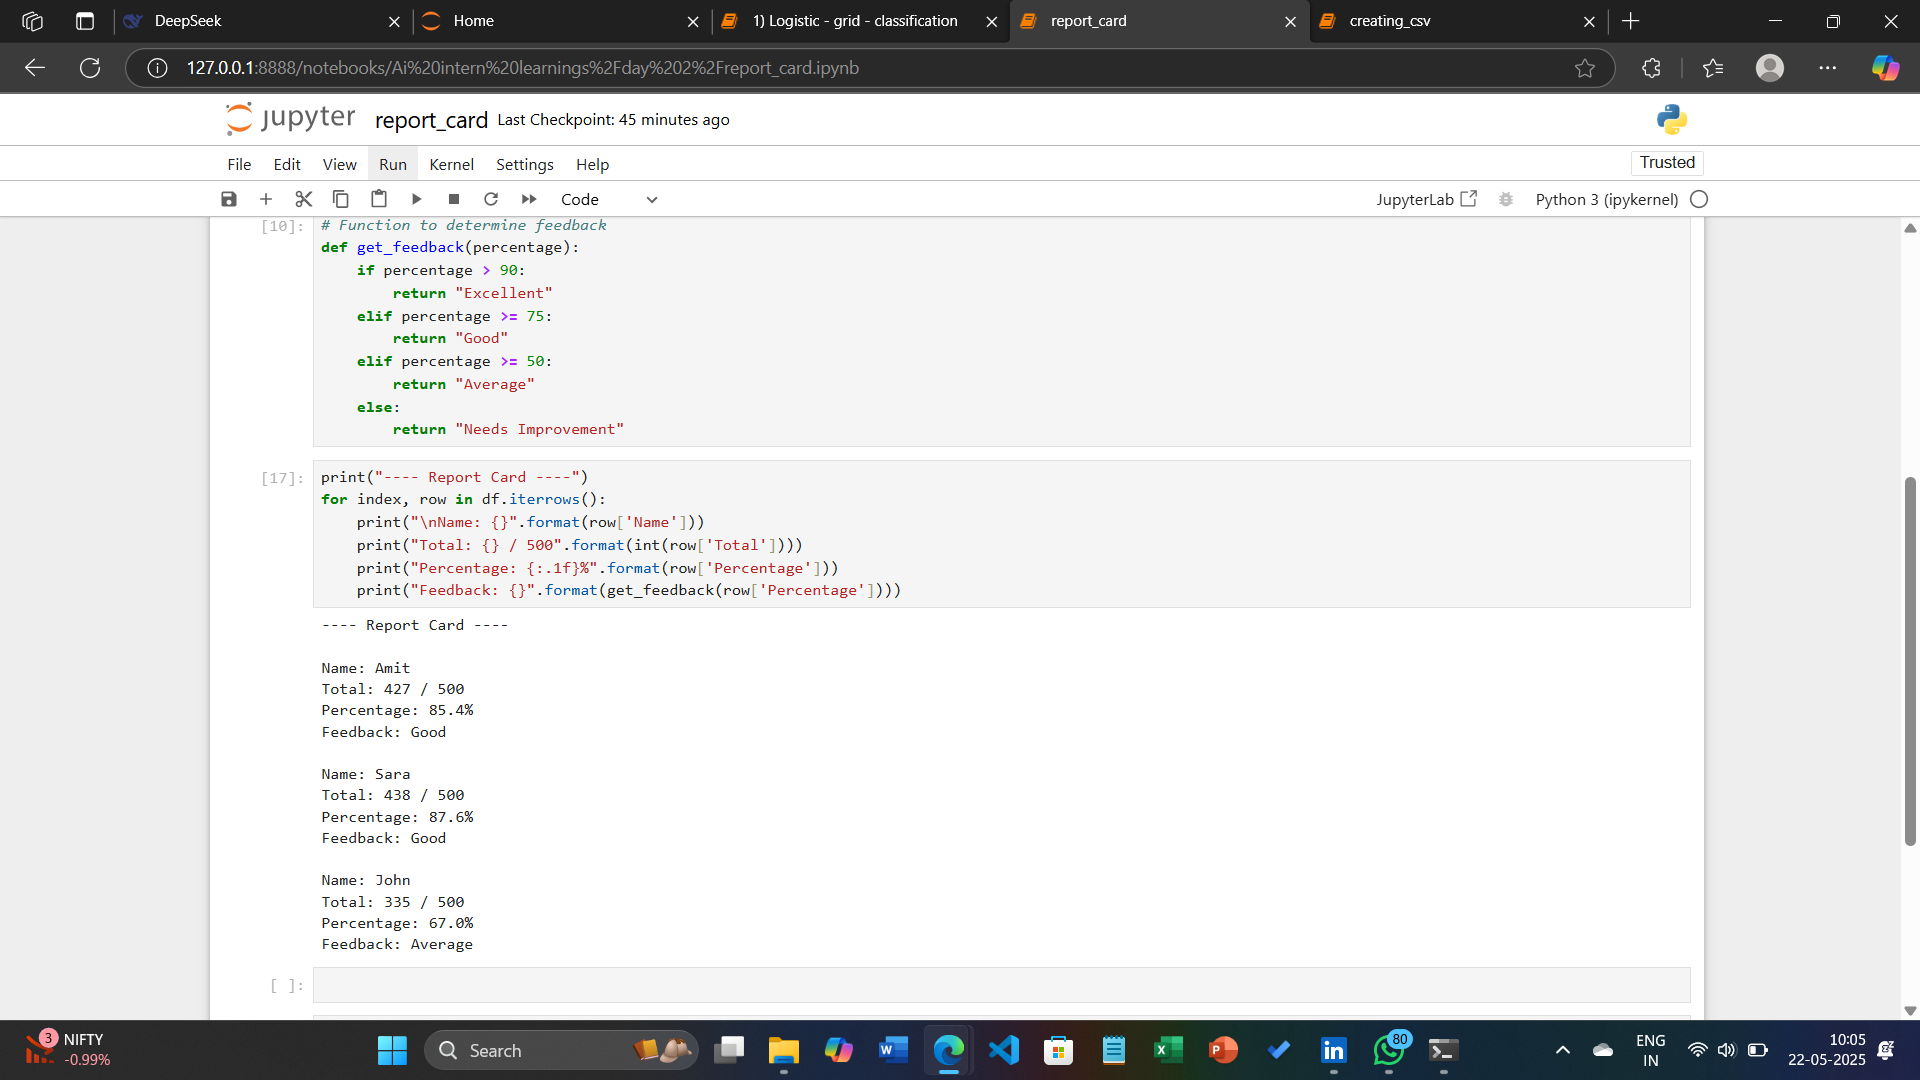 DeepSeek
Home
1) Logistic - grid - classification
report_card
creating_csv
127.0.0.1:8888/notebooks/Ai%20intern%20learnings%2Fday%202%2Freport_card.ipynb
jupyter report_card Last Checkpoint: 45 minutes ago
File Edit View Run Kernel Settings Help
Trusted
Code
JupyterLab
Python 3 (ipykernel)
[10]:
# Function to determine feedback
def get_feedback(percentage):
    if percentage > 90:
        return "Excellent"
    elif percentage >= 75:
        return "Good"
    elif percentage >= 50:
        return "Average"
    else:
        return "Needs Improvement"
[17]:
print("---- Report Card ----")
for index, row in df.iterrows():
    print("\nName: {}".format(row['Name']))
    print("Total: {} / 500".format(int(row['Total'])))
    print("Percentage: {:.1f}%".format(row['Percentage']))
    print("Feedback: {}".format(get_feedback(row['Percentage'])))
---- Report Card ----
Name: Amit
Total: 427 / 500
Percentage: 85.4%
Feedback: Good
Name: Sara
Total: 438 / 500
Percentage: 87.6%
Feedback: Good
Name: John
Total: 335 / 500
Percentage: 67.0%
Feedback: Average
[ ]:
3
NIFTY
-0.99%
Search
80
ENG
IN
10:05
22-05-2025